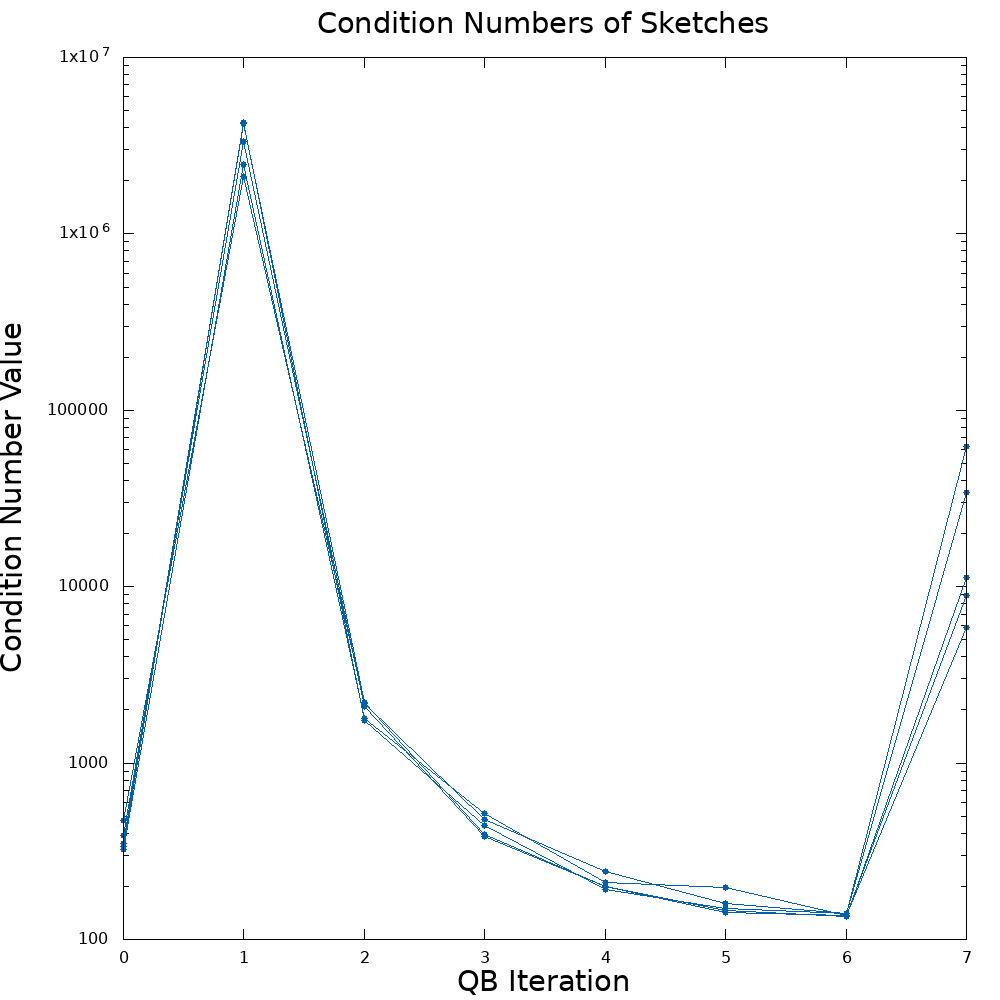 Condition Numbers of Sketches
1x10^7
1x10^6
100000
10000
1000
100
Condition Number Value
0 1 2 3 4 5 6 7
QB Iteration